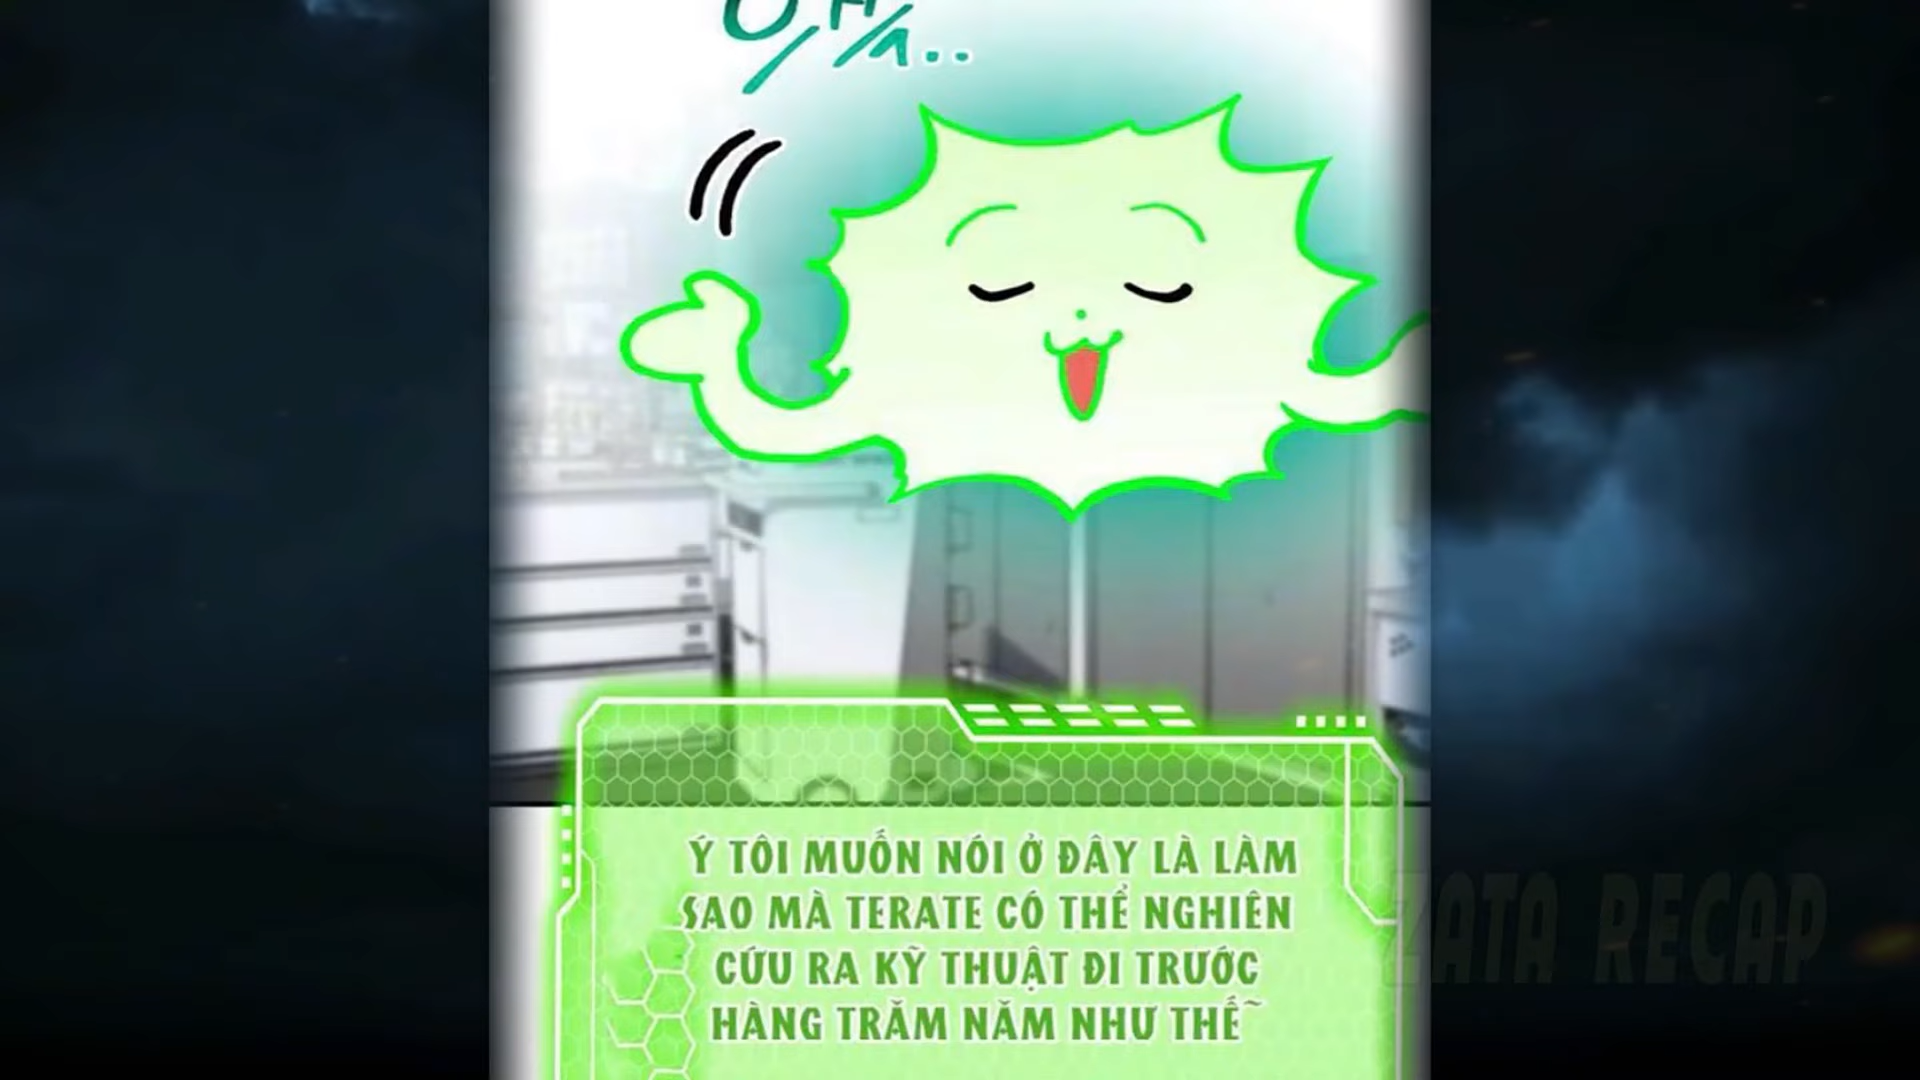 Ý TÔI MUỐN NÓI Ở ĐÂY LÀ LÀM
SAO MÀ TERATE CÓ THỂ NGHIÊN
CỨU RA KỸ THUẬT ĐI TRƯỚC
HÀNG TRĂM NĂM NHƯ THẾ~
ZATA RECAP